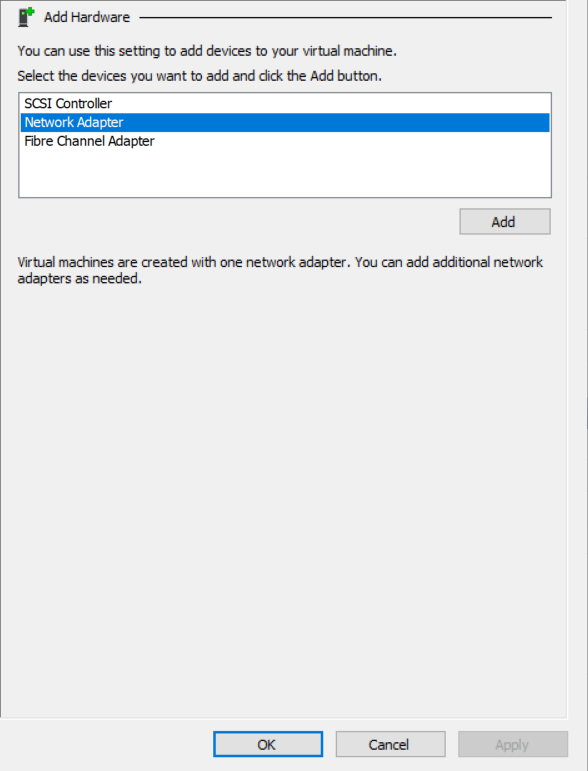 Add Hardware
You can use this setting to add devices to your virtual machine.
Select the devices you want to add and click the Add button.
SCSI Controller
Network Adapter
Fibre Channel Adapter
Add
Virtual machines are created with one network adapter. You can add additional network
adapters as needed.
OK
Cancel
Apply